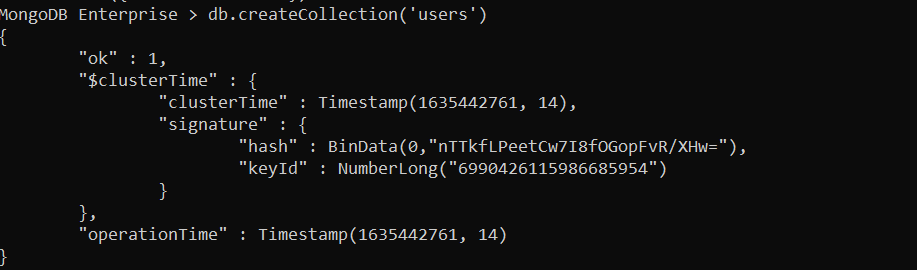 MongoDB Enterprise > db.createCollection('users')
{
        "ok" : 1,
        "$clusterTime" : {
                "clusterTime" : Timestamp(1635442761, 14),
                "signature" : {
                        "hash" : BinData(0,"nTTkfLPeetCw7I8fOGopFvR/XHw="),
                        "keyId" : NumberLong("6990426115986685954")
                }
        },
        "operationTime" : Timestamp(1635442761, 14)
}